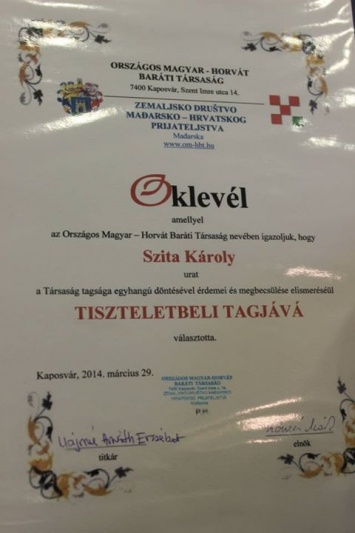 ORSZÁGOS MAGYAR - HORVÁT
BARÁTI TÁRSASÁG
7400 Kaposvár, Szent Imre utca 14.
ZEMALJSKO DRUŠTVO
MAĐARSKO – HRVATSKOG
PRIJATELJSTVA
Mađarska
www.om-hbt.hu
Oklevél
amellyel
az Országos Magyar – Horvát Baráti Társaság nevében igazoljuk, hogy
Szita Károly
urat
a Társaság tagsága egyhangú döntésével érdemei és megbecsülése elismeréséül
TISZTELETBELI TAGJÁVÁ
választotta.
Kaposvár, 2014. március 29.
ORSZÁGOS MAGYAR-HORVÁT
BARÁTI TÁRSASÁG
titkár
elnök